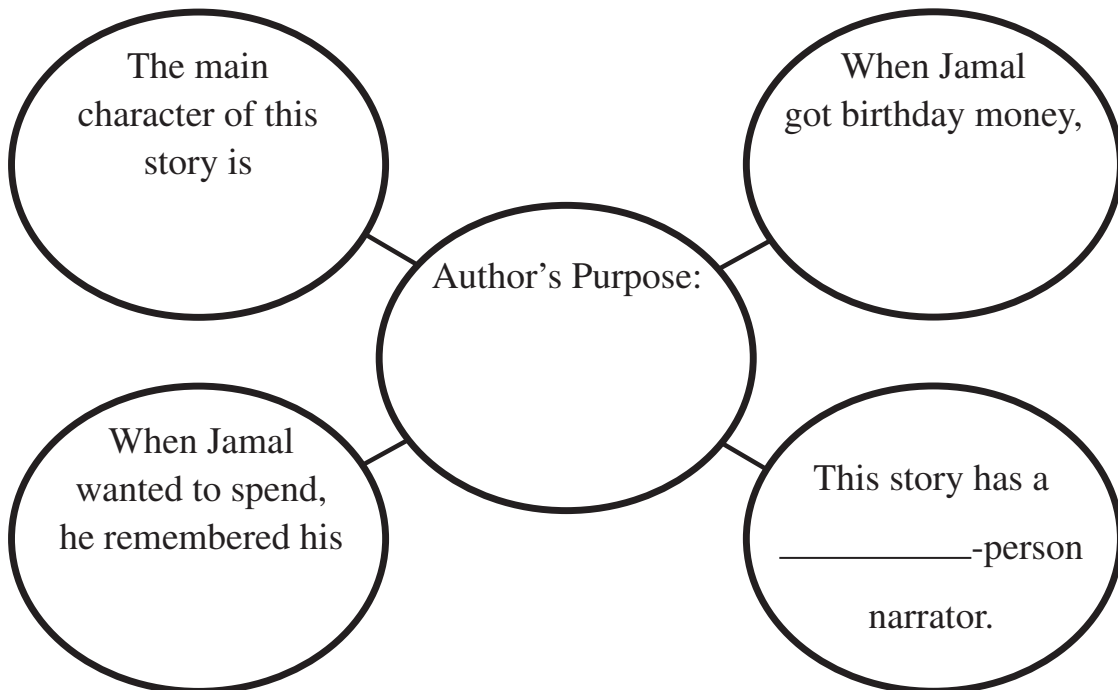 The main
character of this
story is
When Jamal
got birthday money,
Author’s Purpose:
When Jamal
wanted to spend,
he remembered his
This story has a
__________-person
narrator.